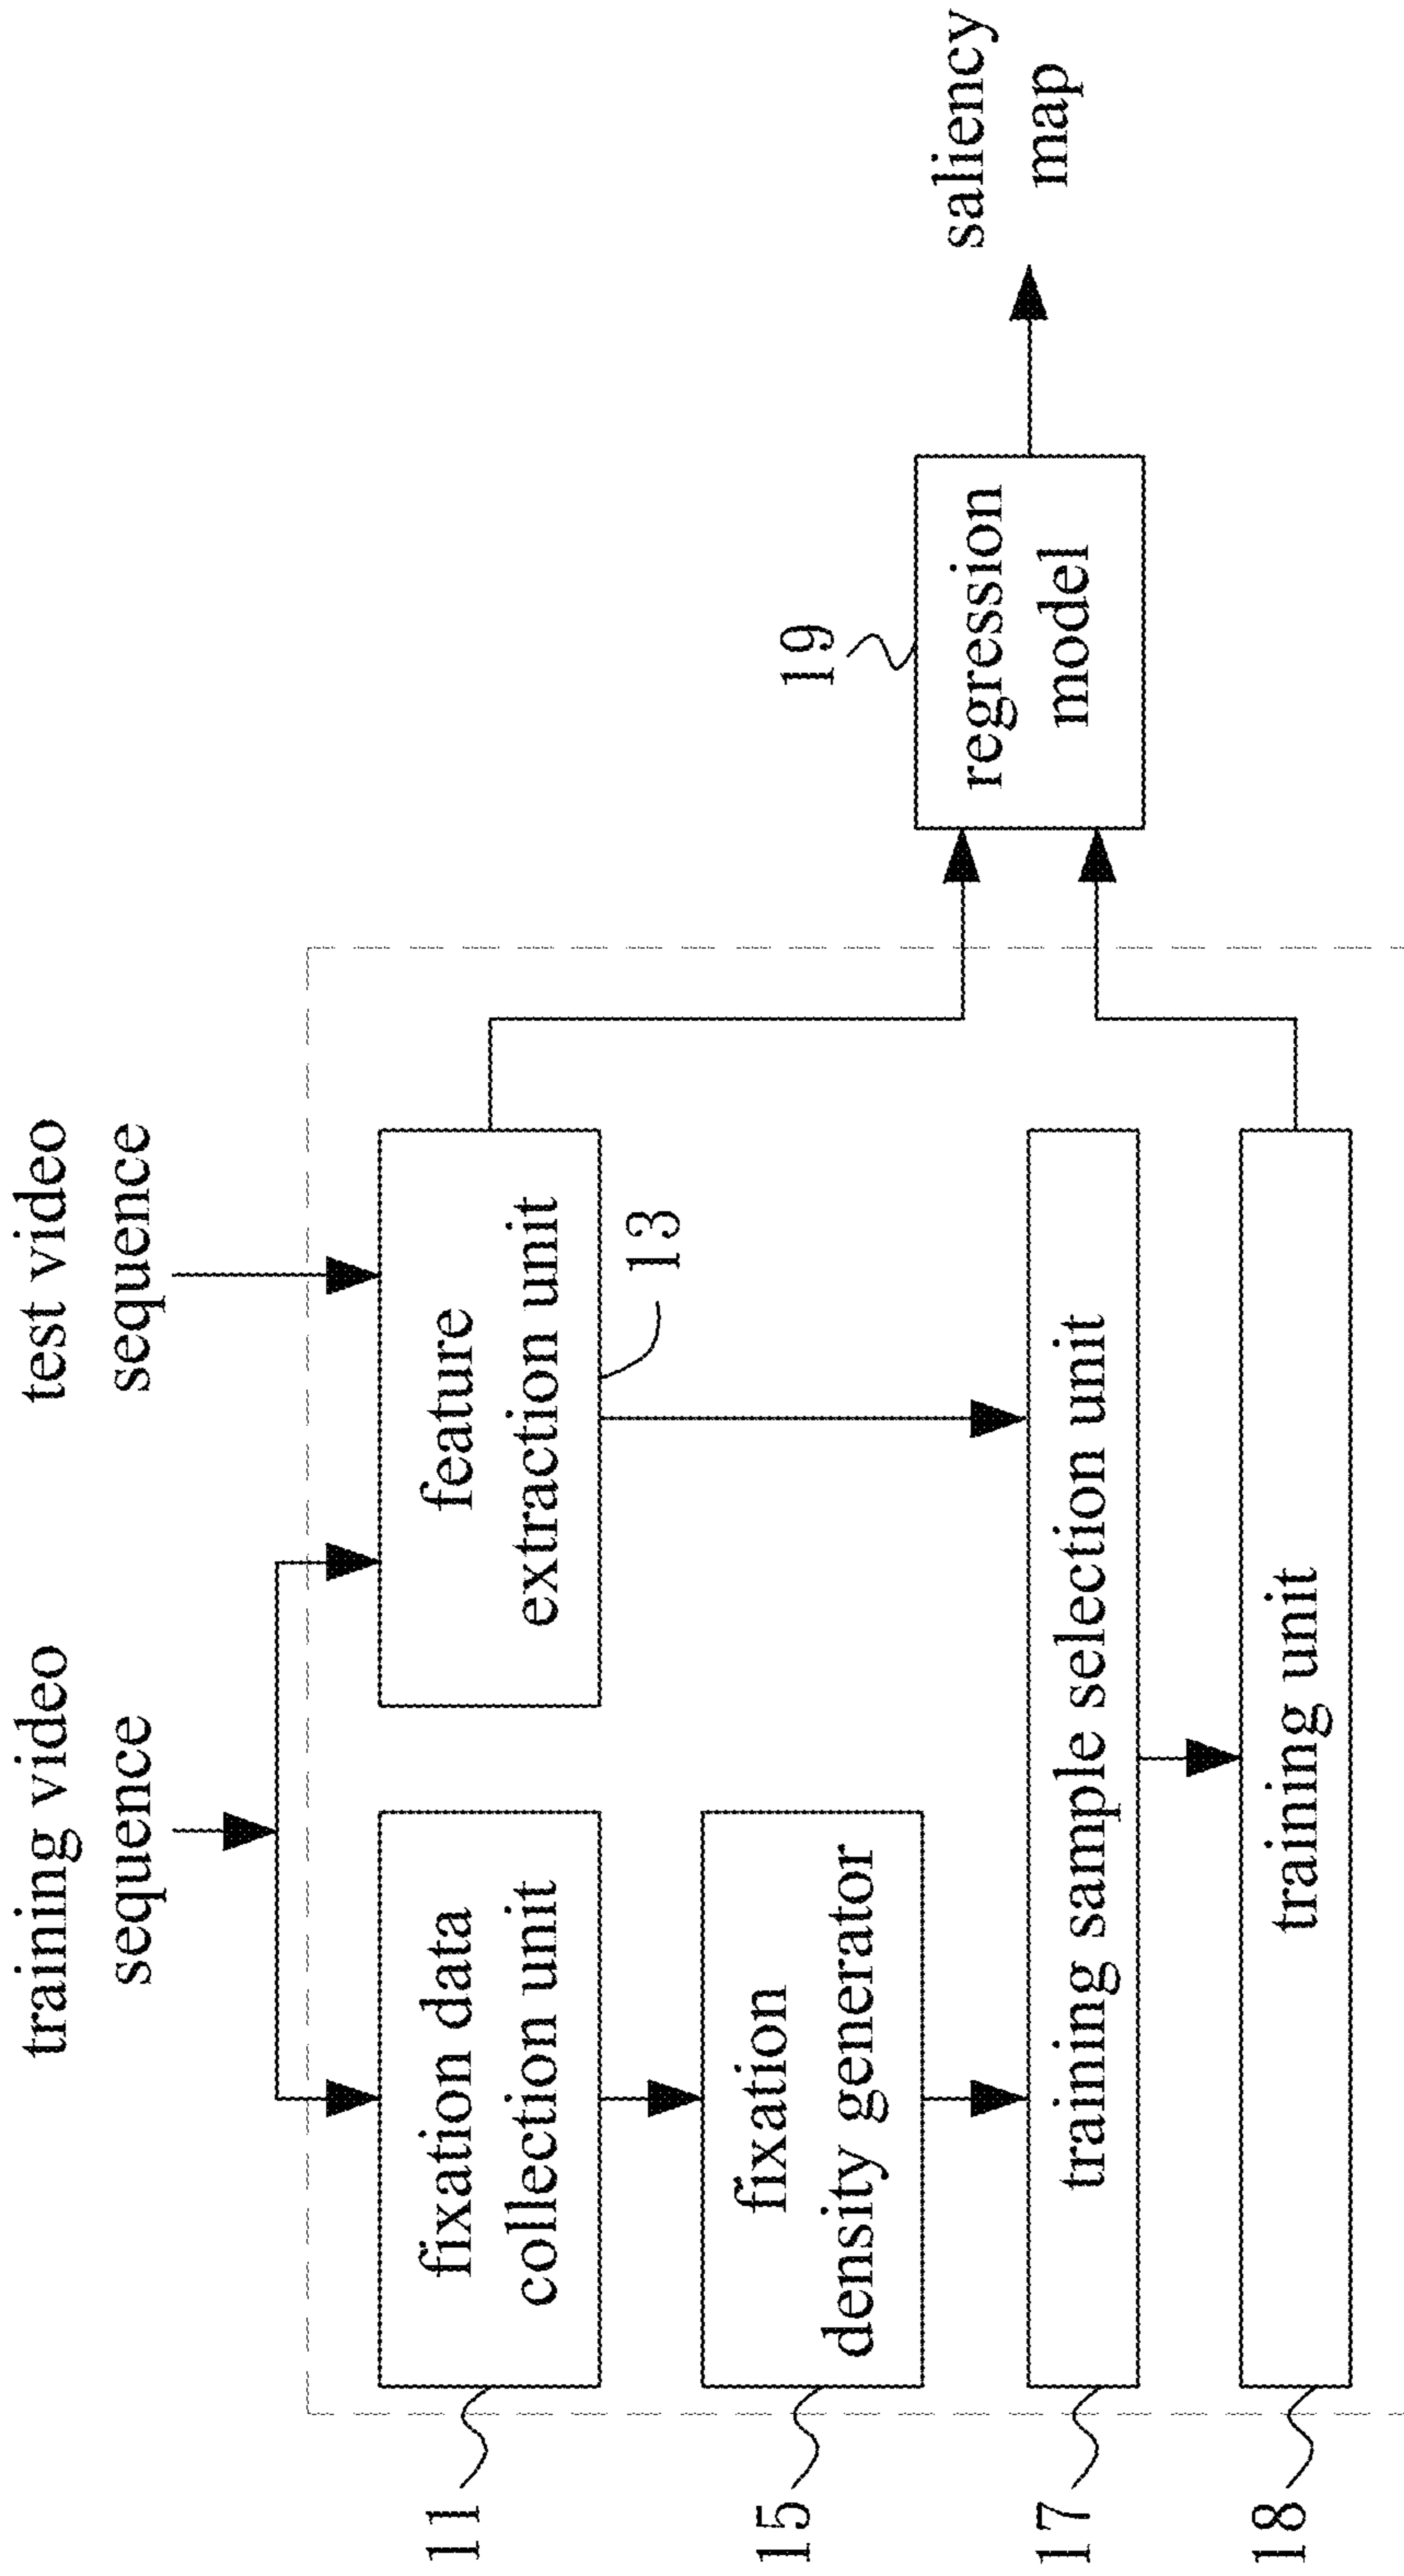 training video
sequence
test video
sequence
11
fixation data
collection unit
feature
extraction unit
13
15
fixation
density generator
17
training sample selection unit
18
training unit
19
regression
model
saliency
map